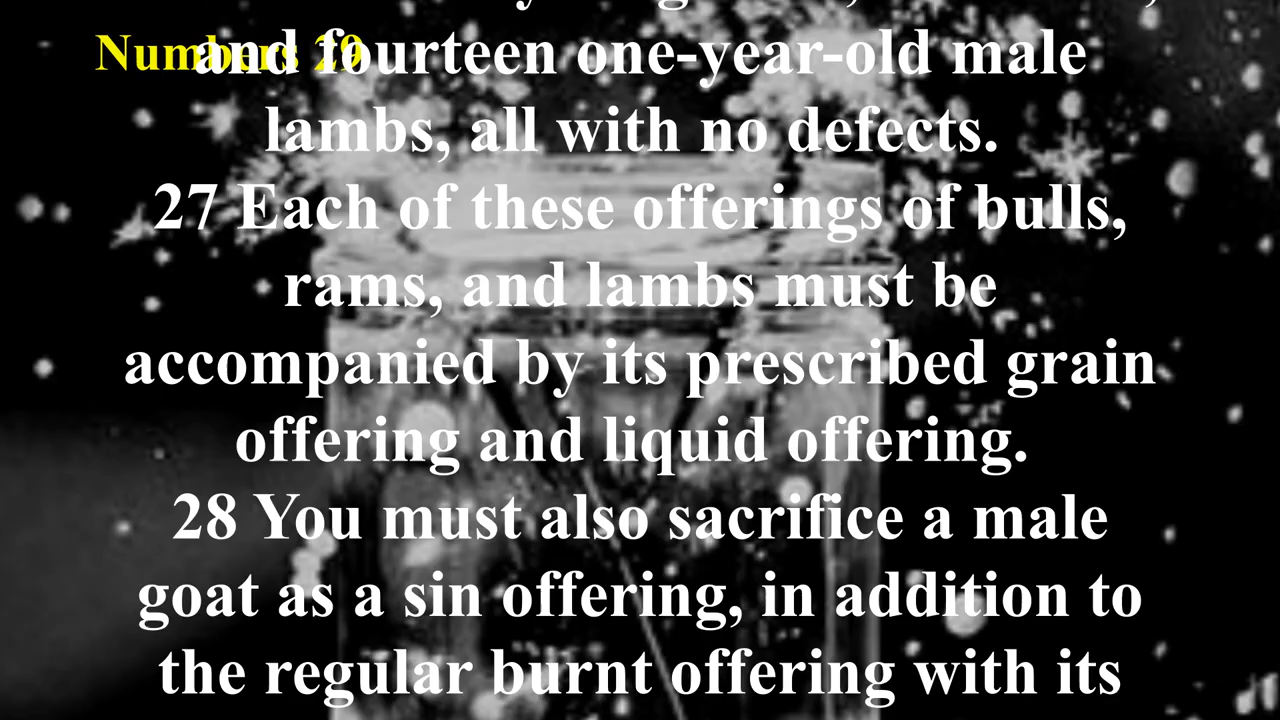 Numbers 29
and fourteen one-year-old male
lambs, all with no defects.
27 Each of these offerings of bulls,
rams, and lambs must be
accompanied by its prescribed grain
offering and liquid offering.
28 You must also sacrifice a male
goat as a sin offering, in addition to
the regular burnt offering with its